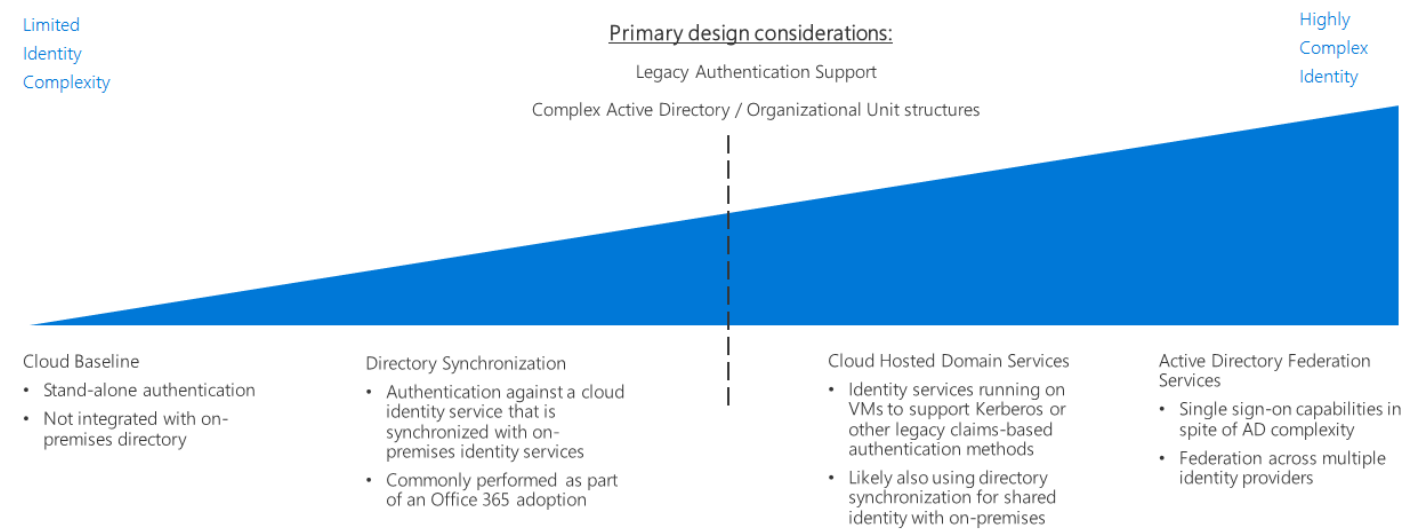 Limited
Identity
Complexity
Primary design considerations:
Legacy Authentication Support
Complex Active Directory / Organizational Unit structures
Highly
Complex
Identity
Cloud Baseline
• Stand-alone authentication
• Not integrated with on-
premises directory
Directory Synchronization
• Authentication against a cloud
identity service that is
synchronized with on-
premises identity services
• Commonly performed as part
of an Office 365 adoption
Cloud Hosted Domain Services
• Identity services running on
VMs to support Kerberos or
other legacy claims-based
authentication methods
• Likely also using directory
synchronization for shared
identity with on-premises
Active Directory Federation
Services
• Single sign-on capabilities in
spite of AD complexity
• Federation across multiple
identity providers